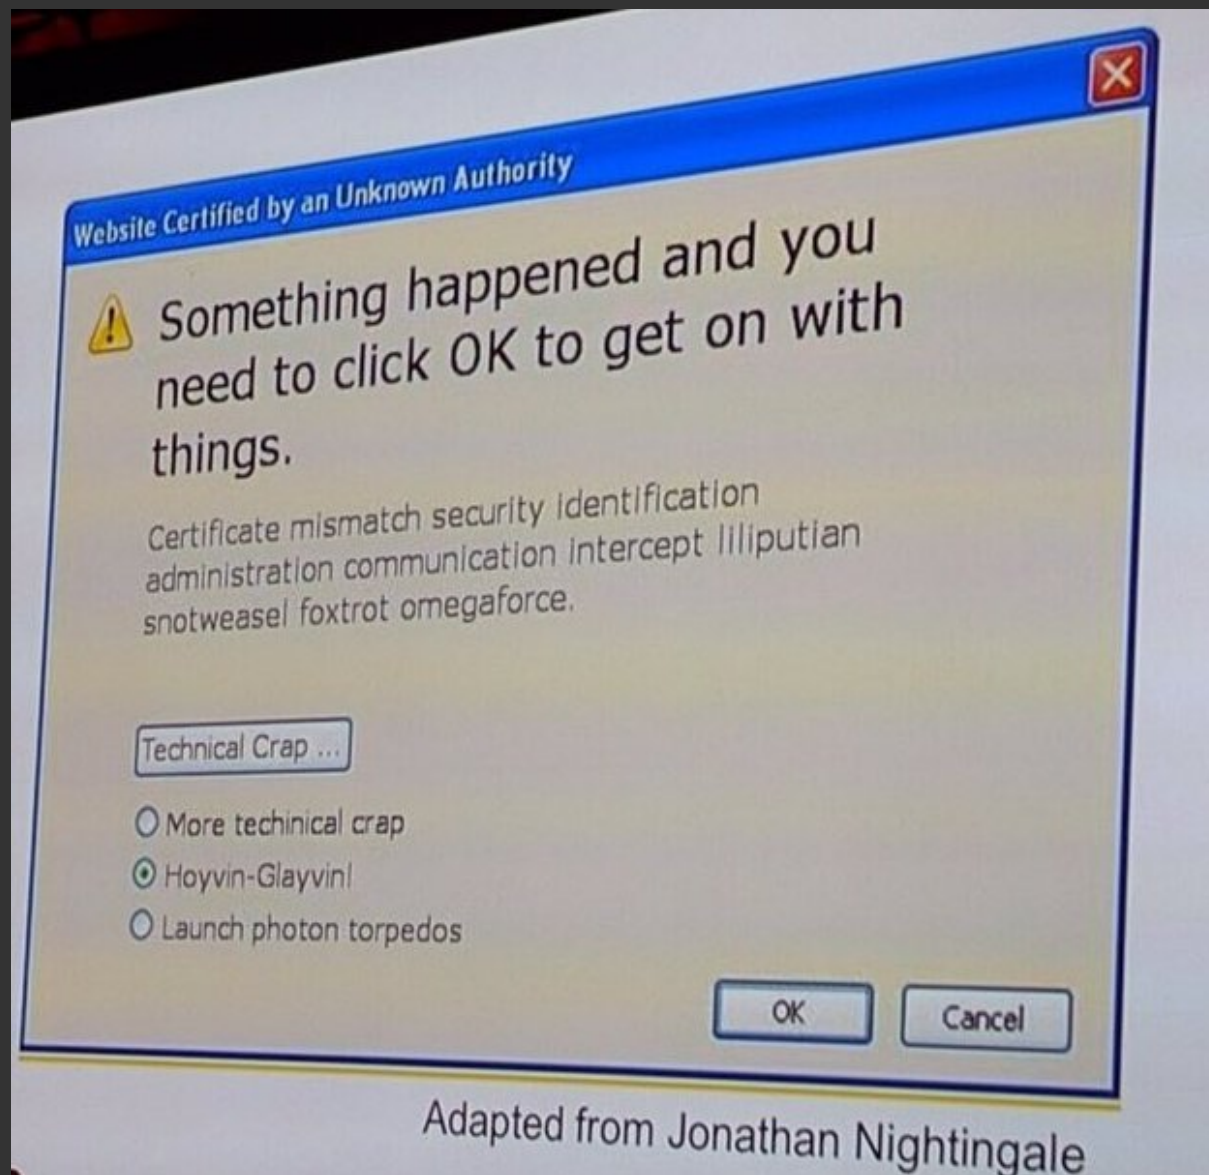 Website Certified by an Unknown Authority
Something happened and you
need to click OK to get on with
things.
Certificate mismatch security identification
administration communication intercept liliputian
snotweasel foxtrot omegaforce.
Technical Crap ...
More techinical crap
Hoyvin-Glayvin!
Launch photon torpedos
OK
Cancel
Adapted from Jonathan Nightingale